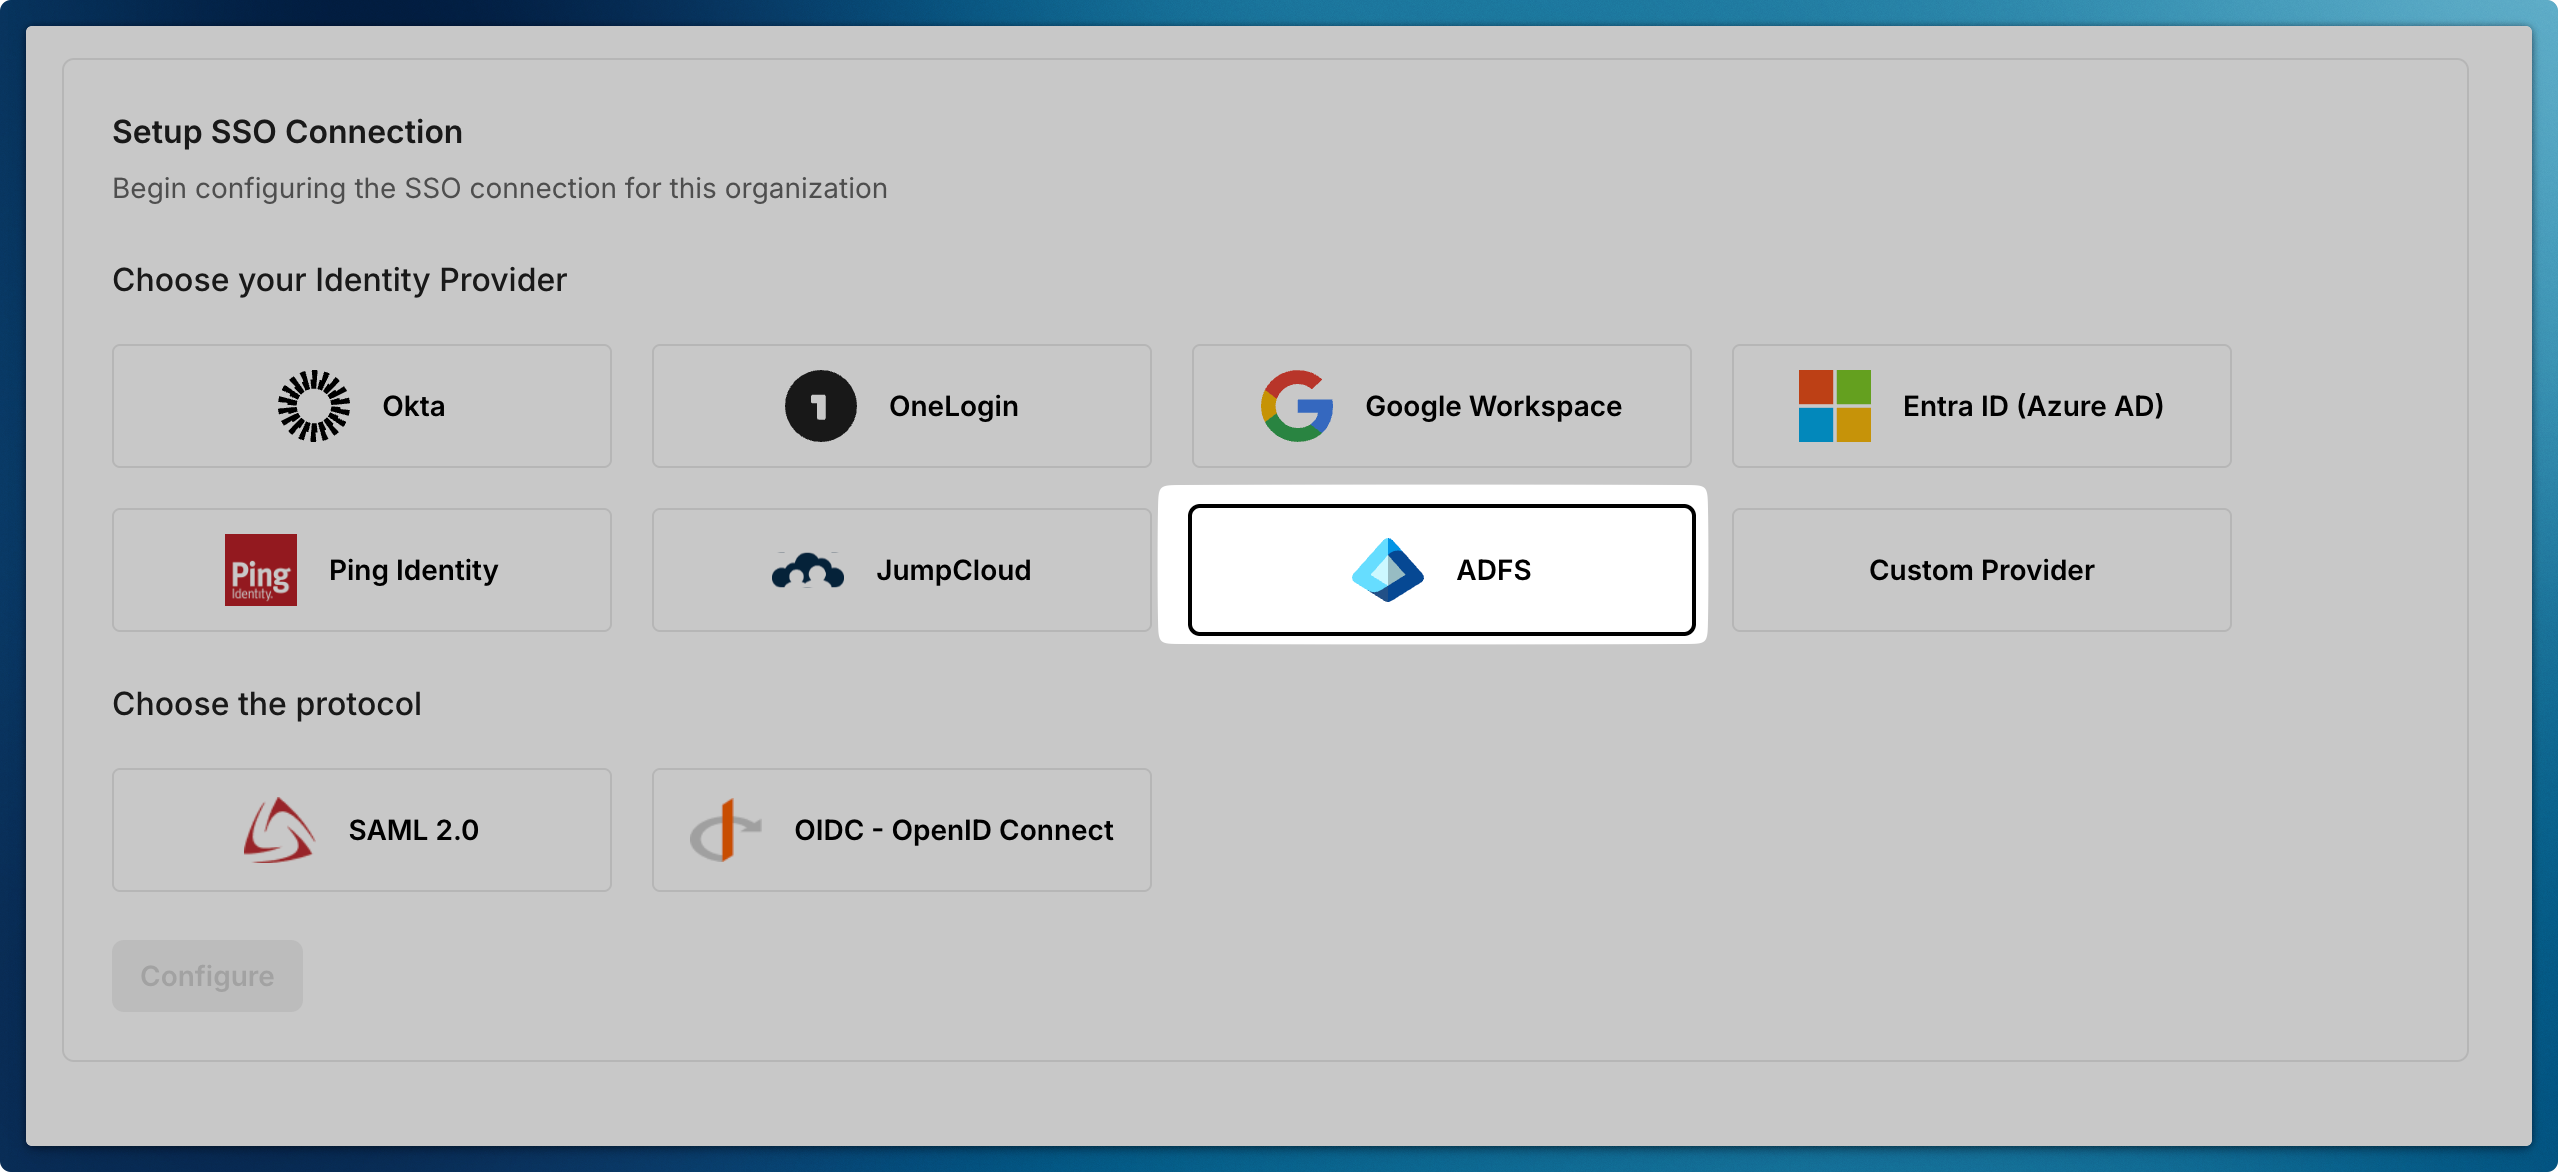 Setup SSO Connection
Begin configuring the SSO connection for this organization
Choose your Identity Provider
Okta
1
OneLogin
Google Workspace
Entra ID (Azure AD)
Ping
Identity.
Ping Identity
JumpCloud
ADFS
Custom Provider
Choose the protocol
SAML 2.0
OIDC - OpenID Connect
Configure